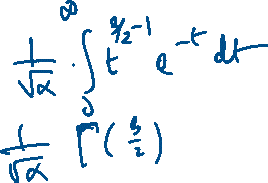 1/√α · ∫₀^∞ t^{3/2 - 1} e^{-t} dt
1/√α Γ(3/2)